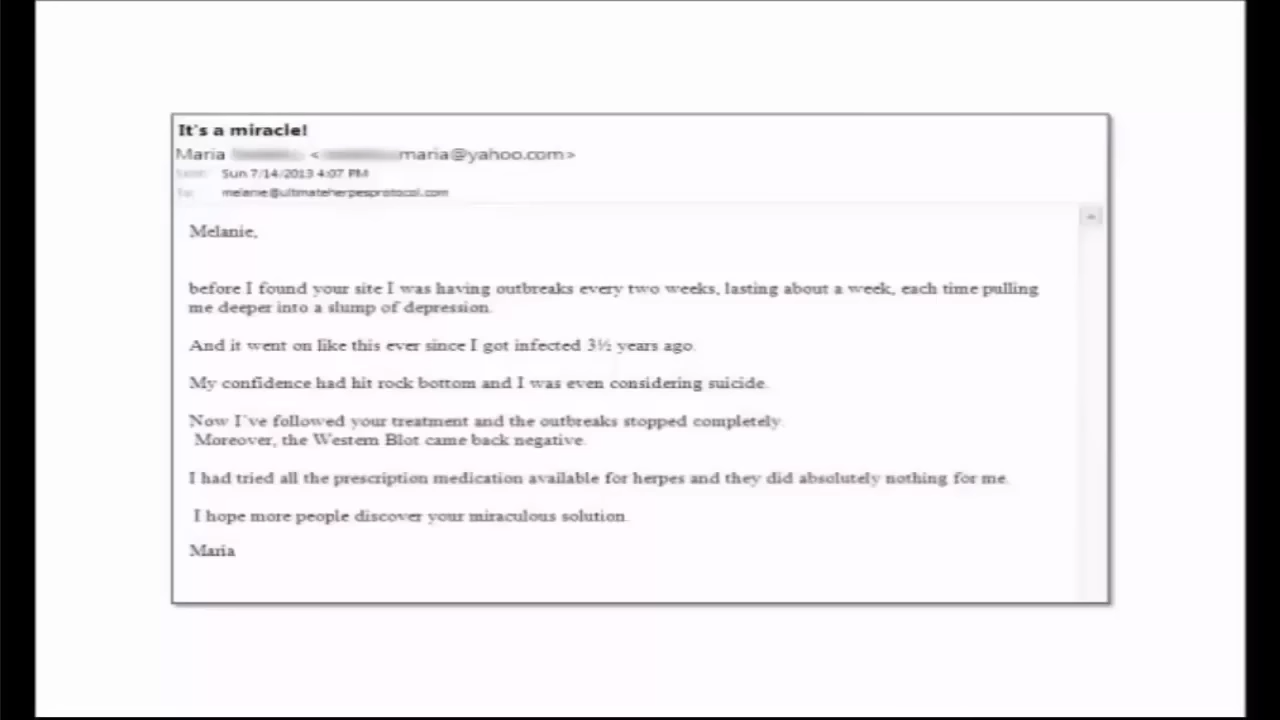 It's a miracle!
Maria < maria@yahoo.com>
Sun 7/14/2013 4:07 PM
melanie@ultimateherpesprotocol.com
Melanie,
before I found your site I was having outbreaks every two weeks, lasting about a week, each time pulling
me deeper into a slump of depression.
And it went on like this ever since I got infected 3½ years ago.
My confidence had hit rock bottom and I was even considering suicide.
Now I've followed your treatment and the outbreaks stopped completely.
Moreover, the Western Blot came back negative.
I had tried all the prescription medication available for herpes and they did absolutely nothing for me.
I hope more people discover your miraculous solution.
Maria